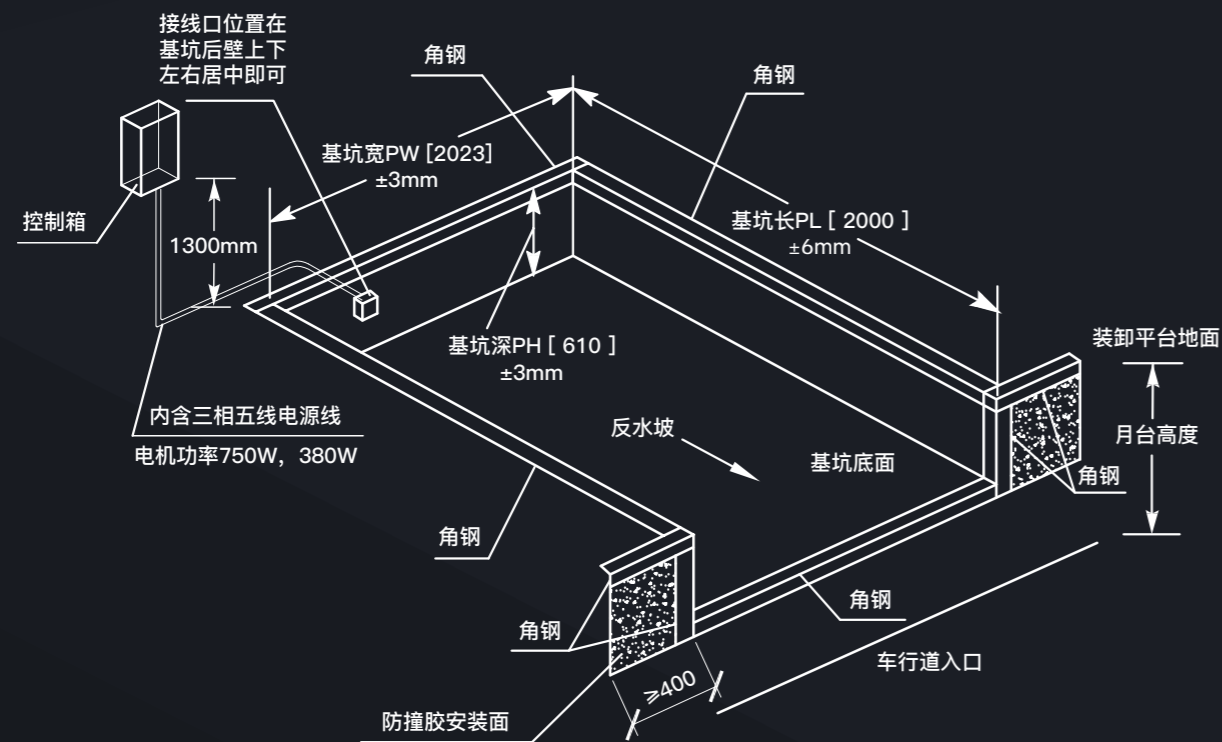 接线口位置在
基坑后壁上下
左右居中即可
角钢
角钢
基坑宽PW [2023]
±3mm
控制箱
1300mm
基坑长PL [ 2000 ]
±6mm
基坑深PH [ 610 ]
±3mm
装卸平台地面
月台高度
内含三相五线电源线
电机功率750W，380W
反水坡
基坑底面
角钢
角钢
角钢
角钢
车行道入口
≥400
防撞胶安装面